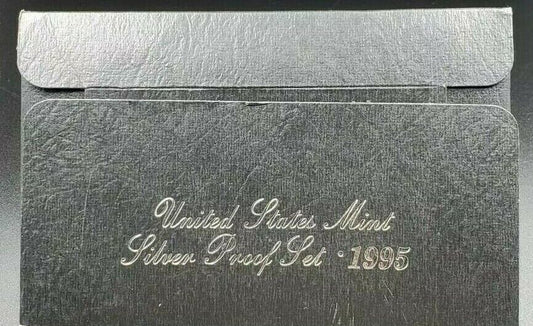 United States Mint
Silver Proof Set · 1995